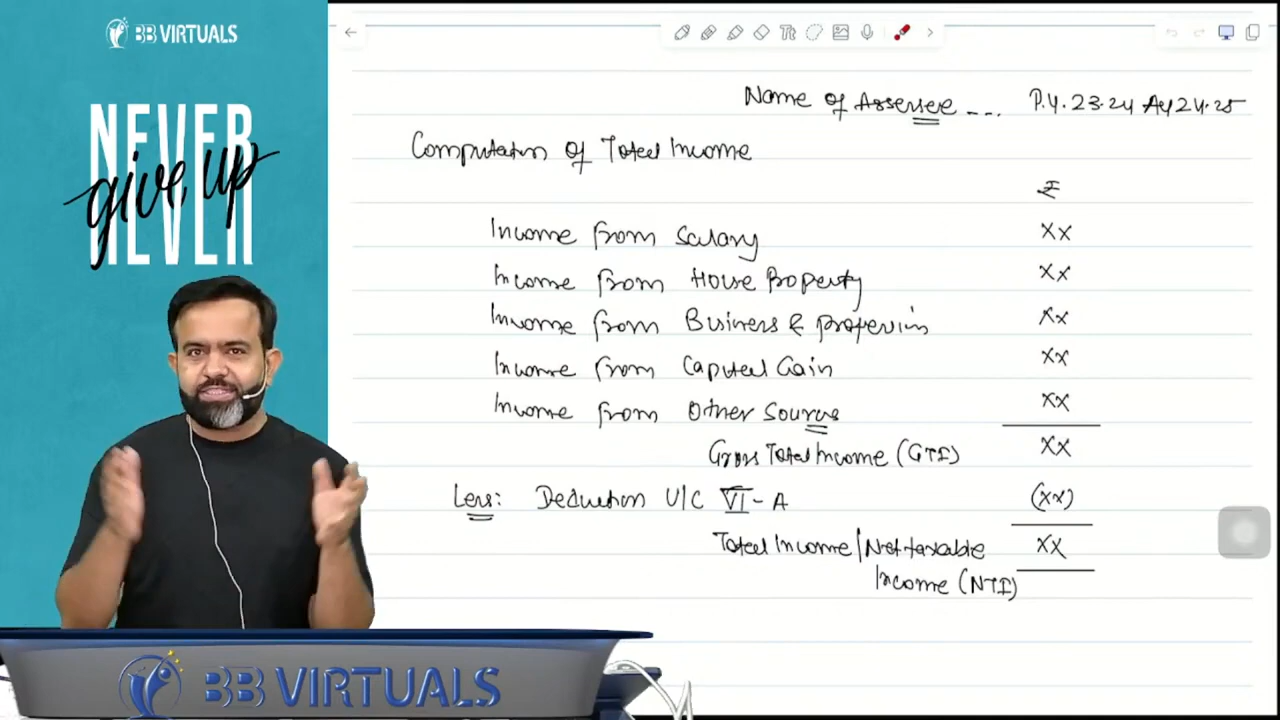 BB VIRTUALS
NEVER
give up
NEVER
Name of Assessee ---. P.Y. 23-24 AY 24-25
Computation of Total Income
₹
Income from Salary XX
Income from House Property XX
Income from Business & profession XX
Income from Capital Gain XX
Income from Other Sources XX
Gross Total Income (GTI) XX
Less: Deduction U/C VI-A (XX)
Total Income/Net taxable XX
Income (NTI)
BB VIRTUALS